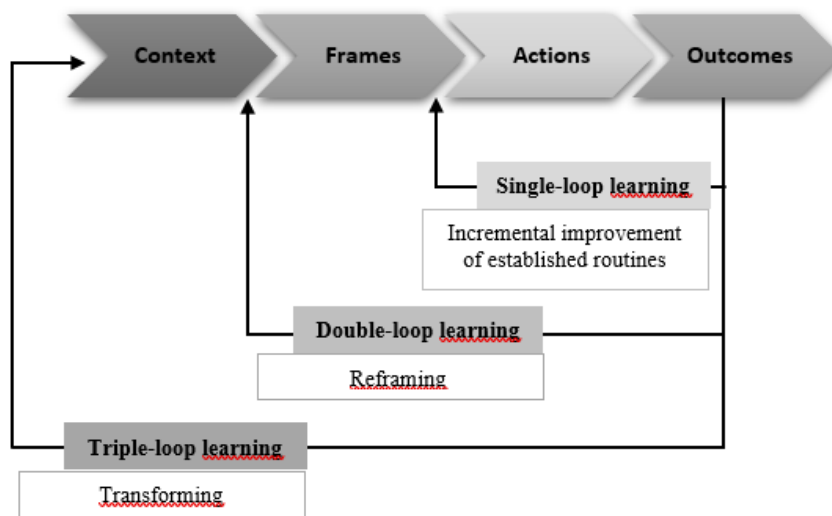 Context
Frames
Actions
Outcomes
Single-loop learning
Incremental improvement
of established routines
Double-loop learning
Reframing
Triple-loop learning
Transforming